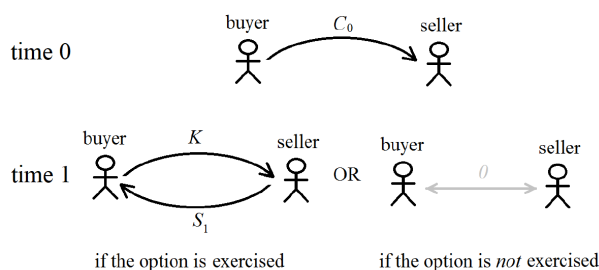 buyer C₀ seller
time 0
buyer K seller buyer seller
time 1 OR 0
S₁
if the option is exercised if the option is not exercised